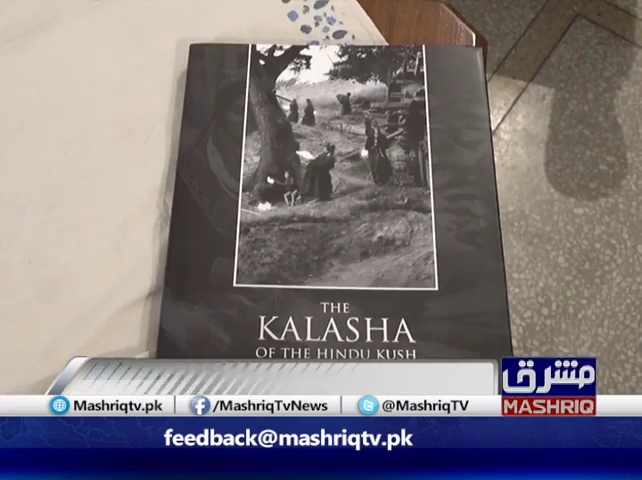 THE
KALASHA
OF THE HINDU KUSH
مشرق
MASHRIQ
Mashriqtv.pk
/MashriqTvNews
@MashriqTV
feedback@mashriqtv.pk